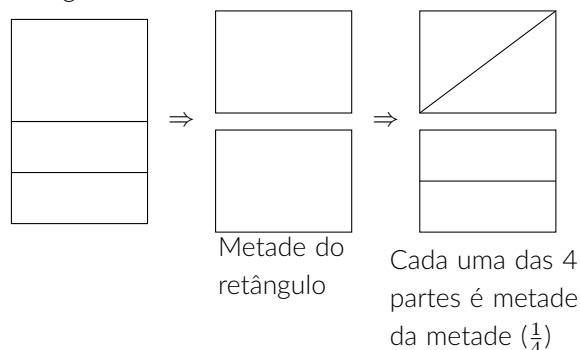 ⇒
⇒
Metade do
retângulo
Cada uma das 4
partes é metade
da metade (1/4)